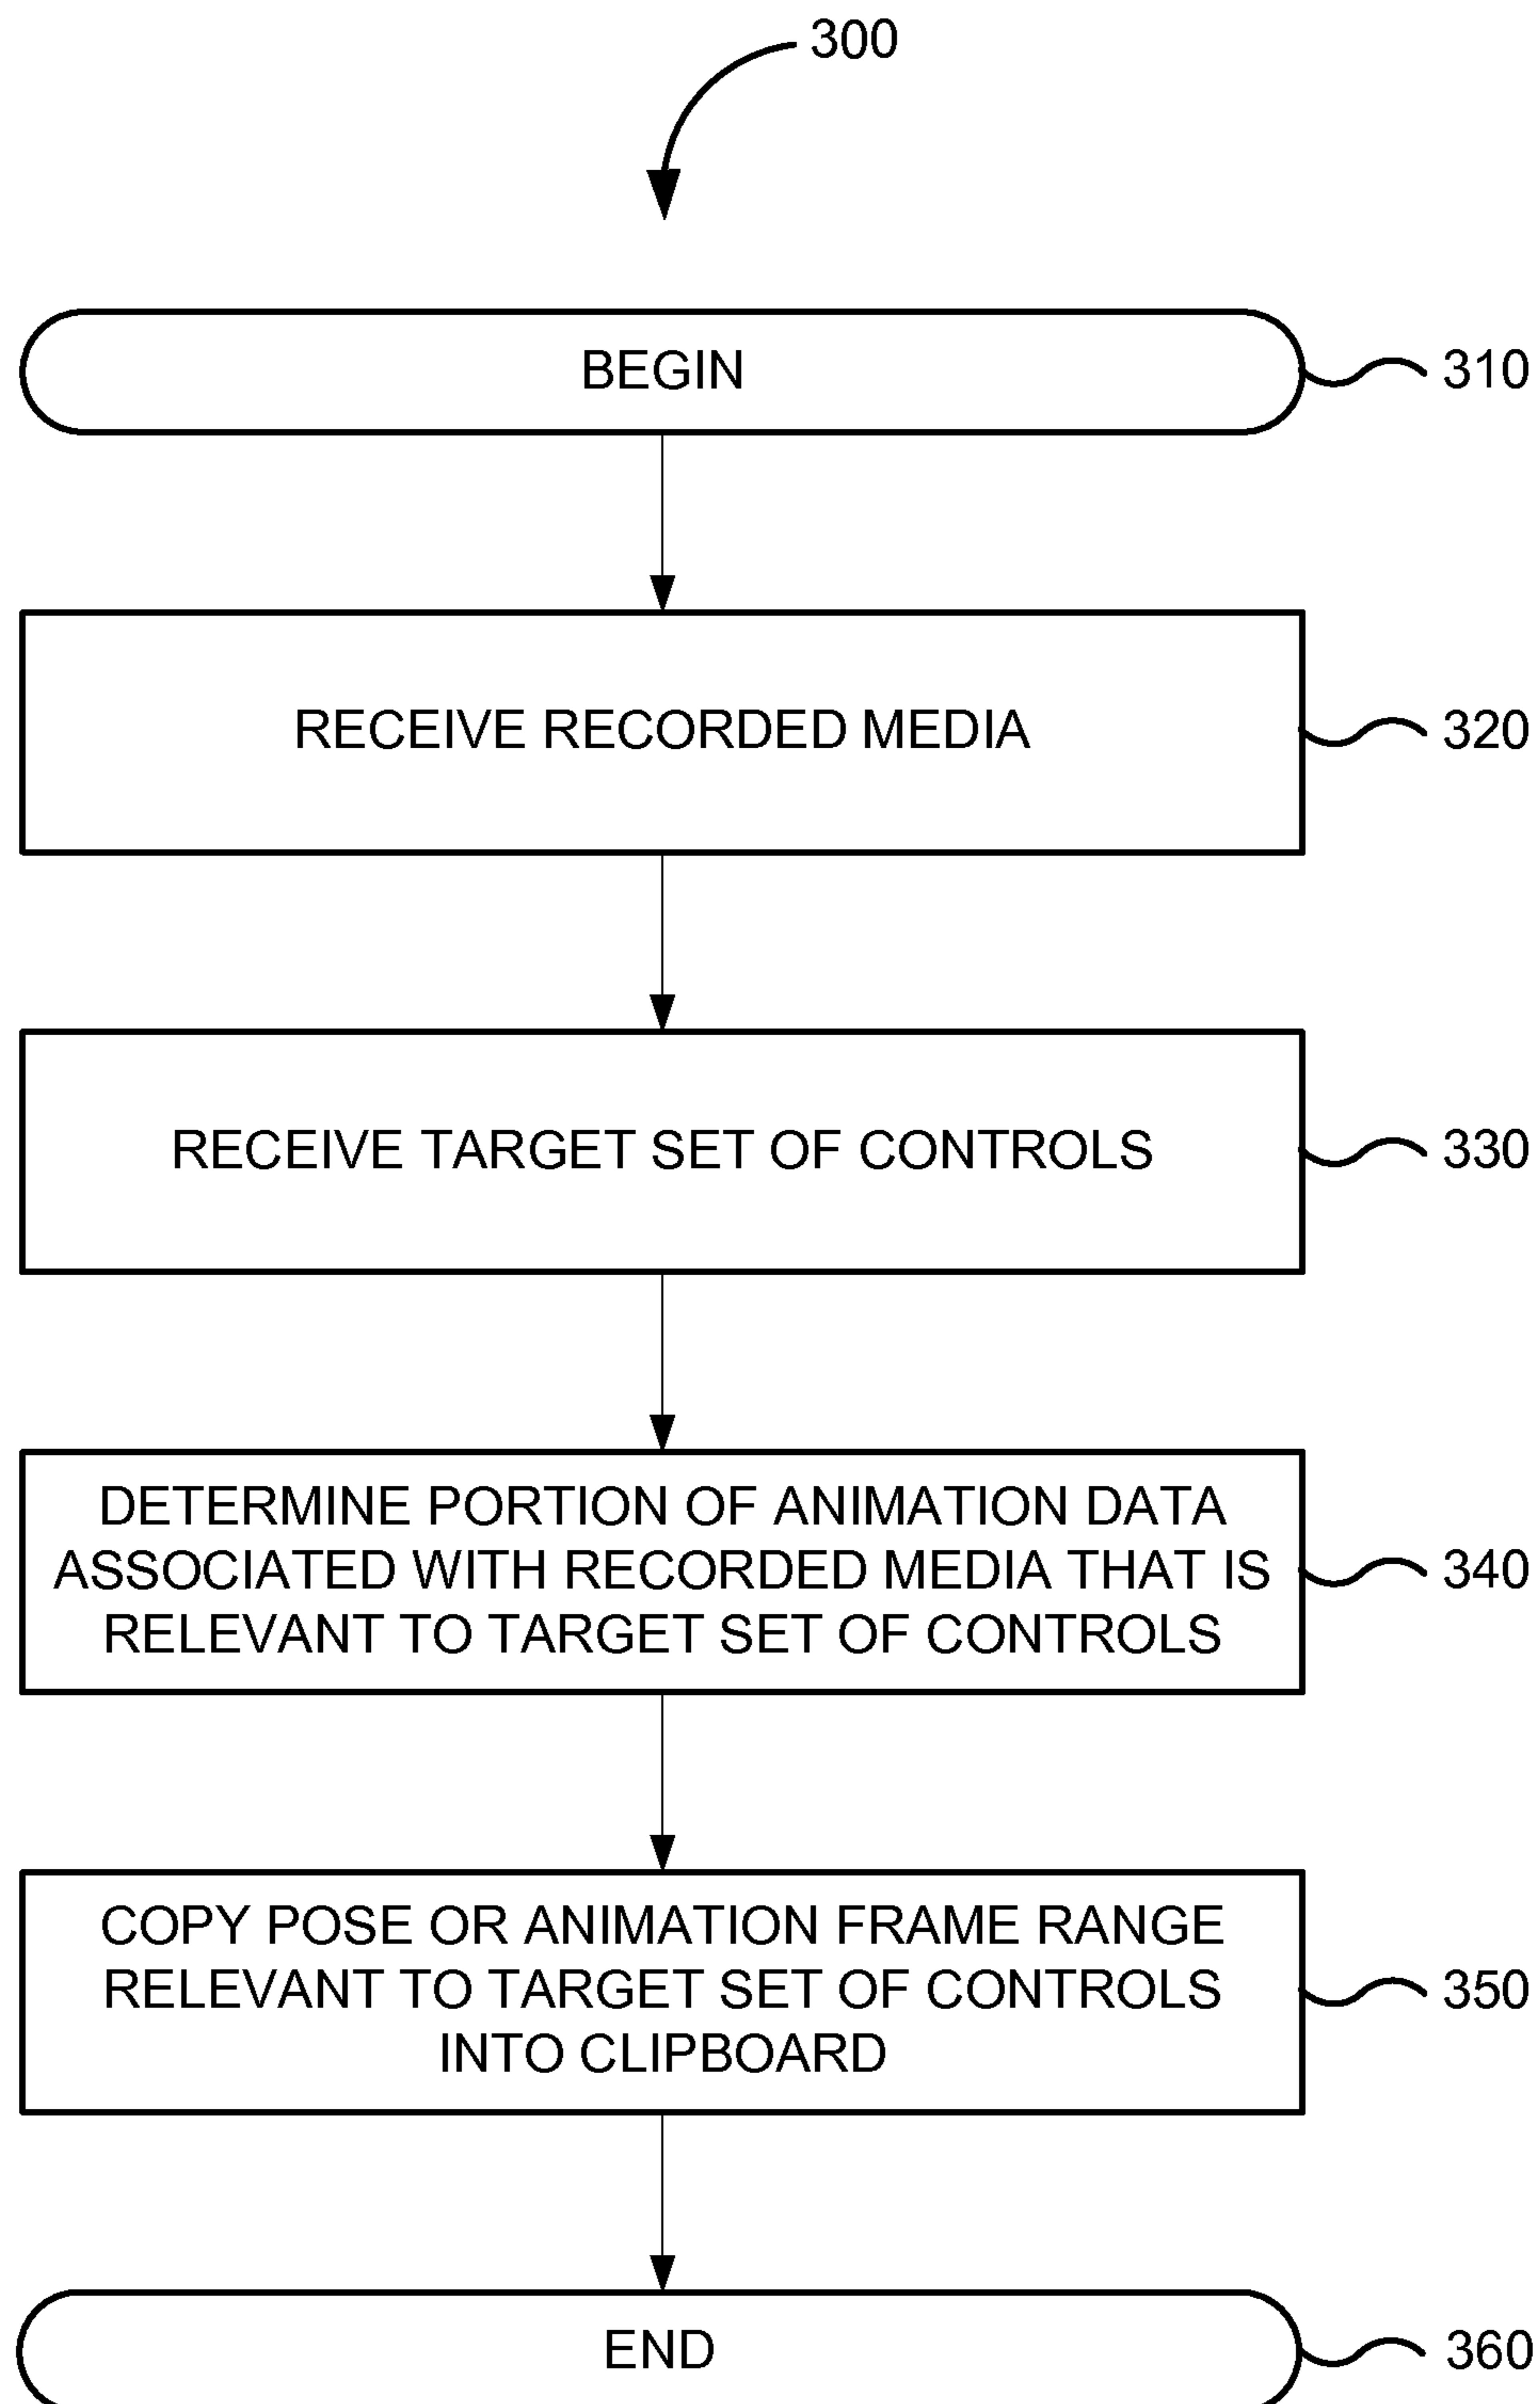 300
BEGIN
310
RECEIVE RECORDED MEDIA
320
RECEIVE TARGET SET OF CONTROLS
330
DETERMINE PORTION OF ANIMATION DATA
ASSOCIATED WITH RECORDED MEDIA THAT IS
RELEVANT TO TARGET SET OF CONTROLS
340
COPY POSE OR ANIMATION FRAME RANGE
RELEVANT TO TARGET SET OF CONTROLS
INTO CLIPBOARD
350
END
360